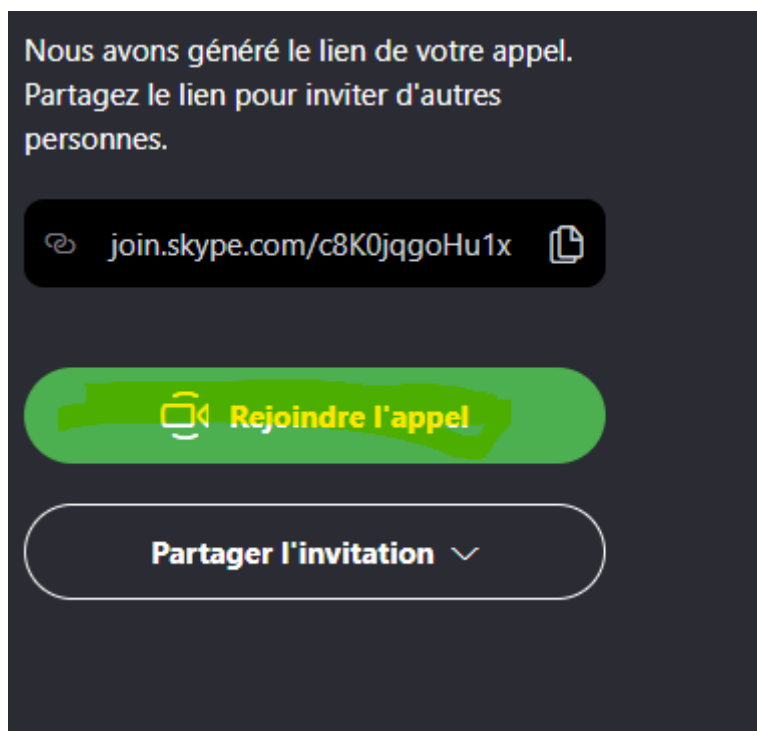 Nous avons généré le lien de votre appel.
Partagez le lien pour inviter d'autres
personnes.
join.skype.com/c8K0jqgoHu1x
Rejoindre l'appel
Partager l'invitation